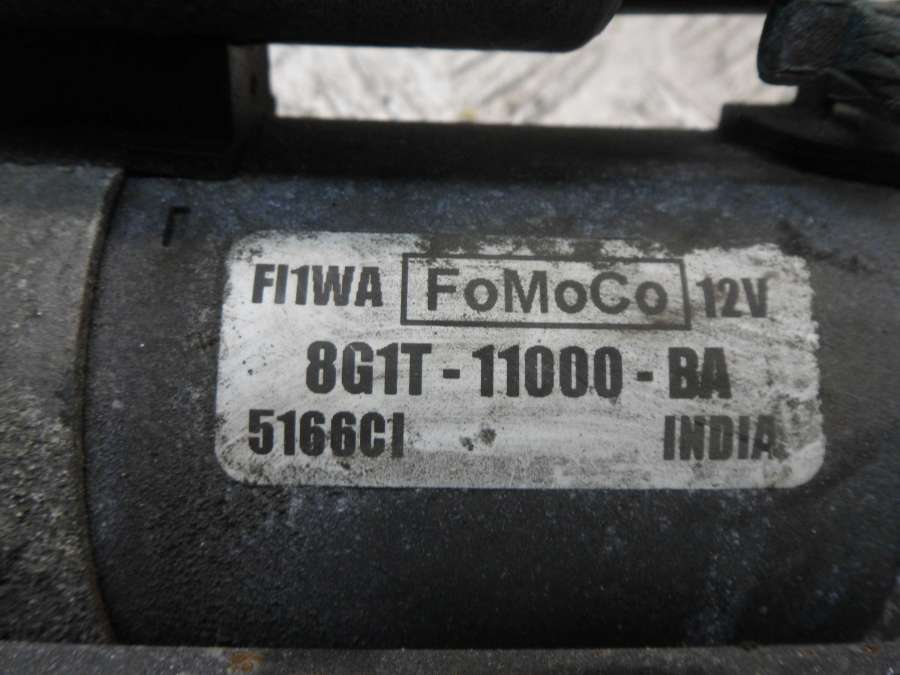 FI1WA FoMoCo 12V
8G1T - 11000 - BA
5166CI INDIA